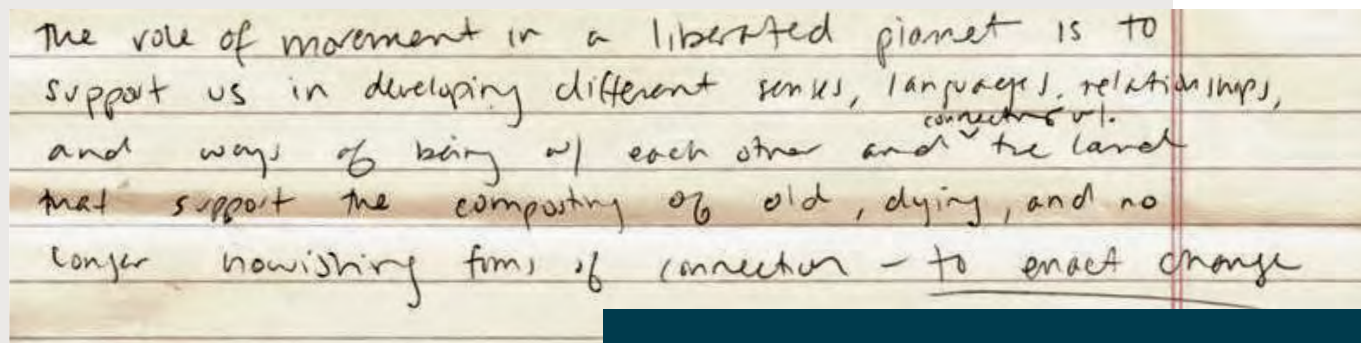 The role of movement in a liberated planet is to
support us in developing different senses, languages, relationships,
connecting w/.
and ways of being w/ each other and ^ the land
that support the composting of old, dying, and no
longer nourishing forms of connection – to enact change